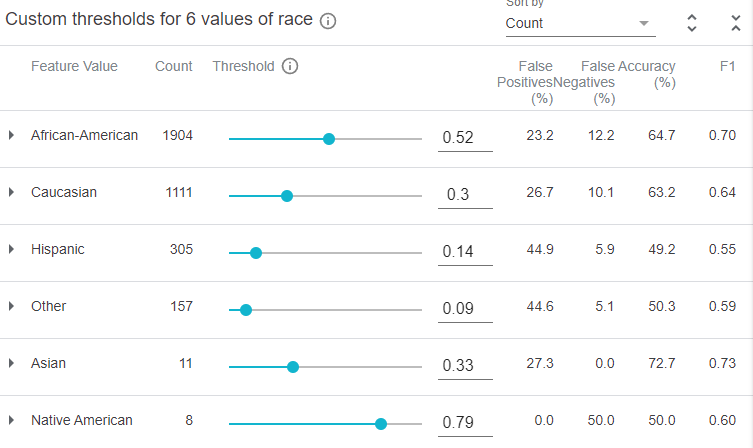 Sort by
Custom thresholds for 6 values of race
Count
Feature Value Count Threshold False Positives (%) False Negatives (%) Accuracy (%) F1
African-American 1904 0.52 23.2 12.2 64.7 0.70
Caucasian 1111 0.3 26.7 10.1 63.2 0.64
Hispanic 305 0.14 44.9 5.9 49.2 0.55
Other 157 0.09 44.6 5.1 50.3 0.59
Asian 11 0.33 27.3 0.0 72.7 0.73
Native American 8 0.79 0.0 50.0 50.0 0.60